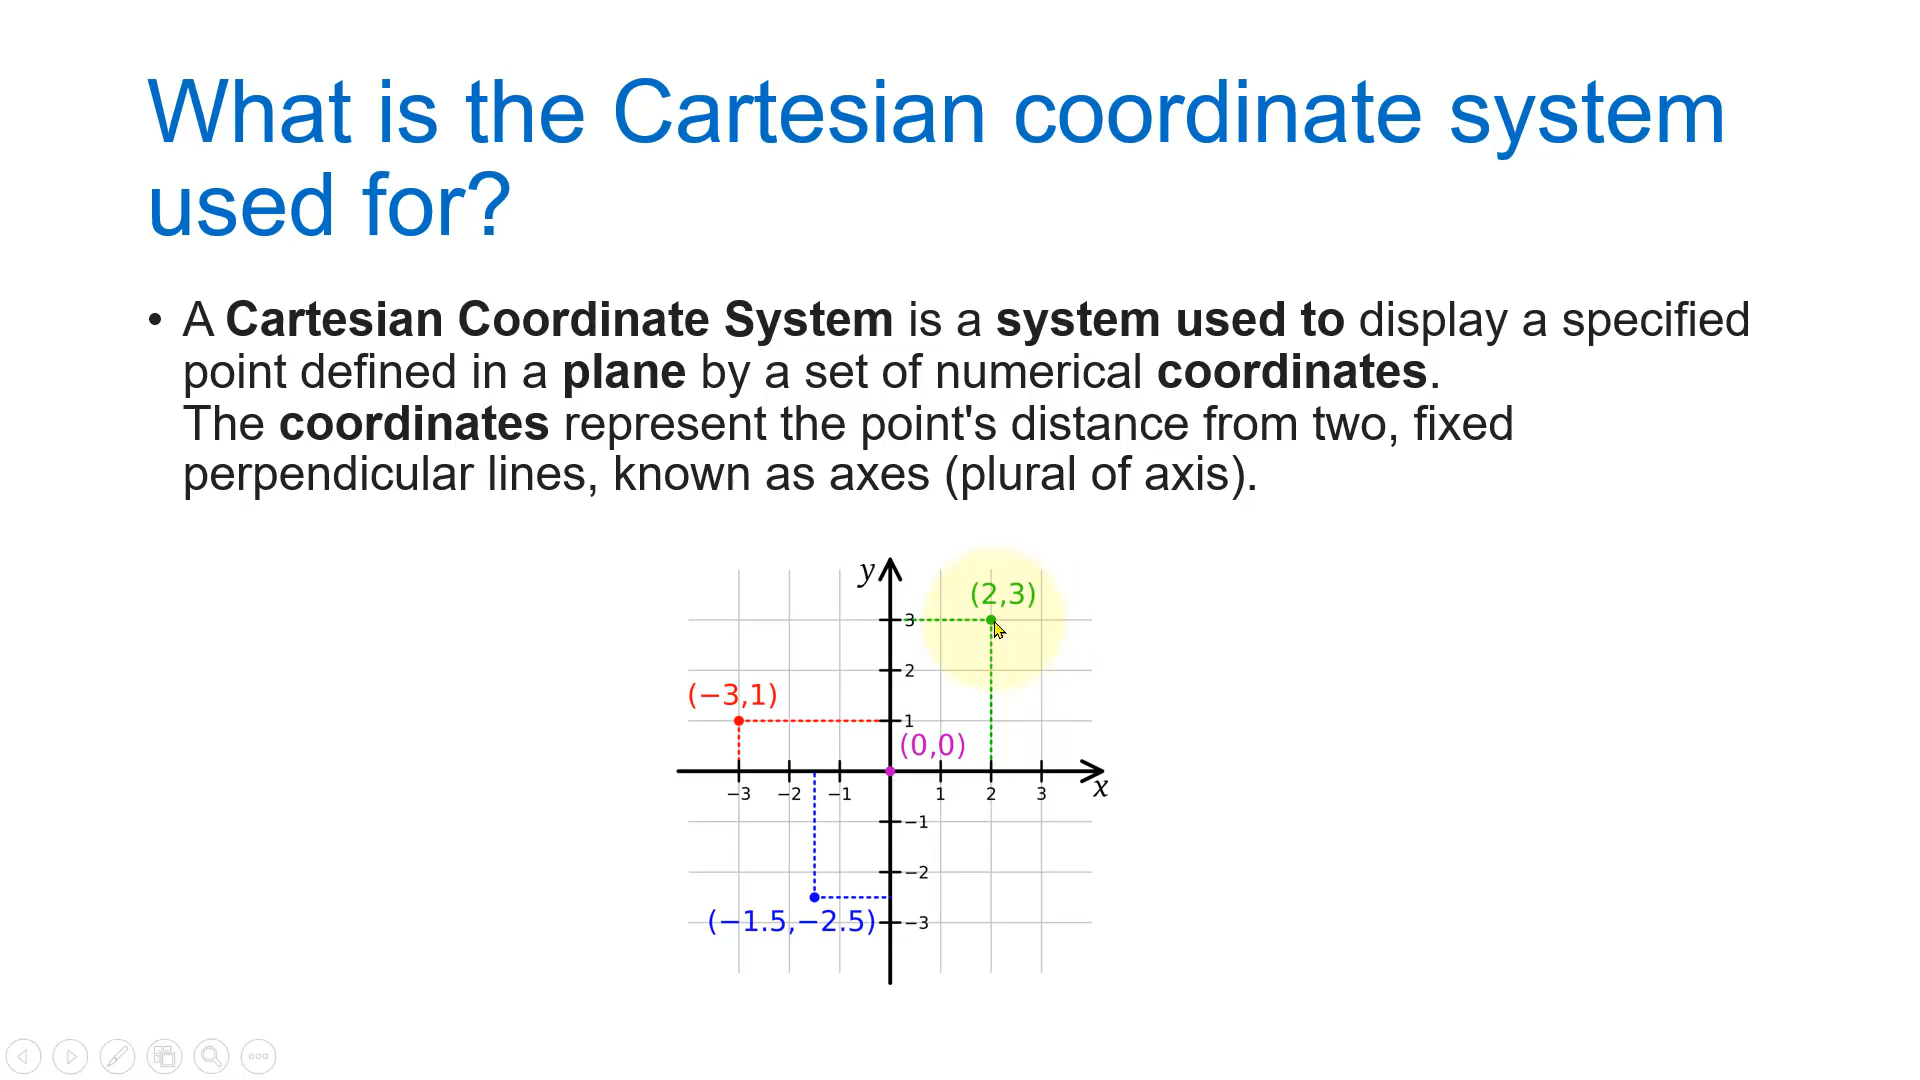 What is the Cartesian coordinate system
used for?
• A Cartesian Coordinate System is a system used to display a specified
point defined in a plane by a set of numerical coordinates.
The coordinates represent the point's distance from two, fixed
perpendicular lines, known as axes (plural of axis).
y
(2,3)
3
2
(−3,1)
1
(0,0)
−3 −2 −1 1 2 3 x
−1
−2
(−1.5,−2.5) −3